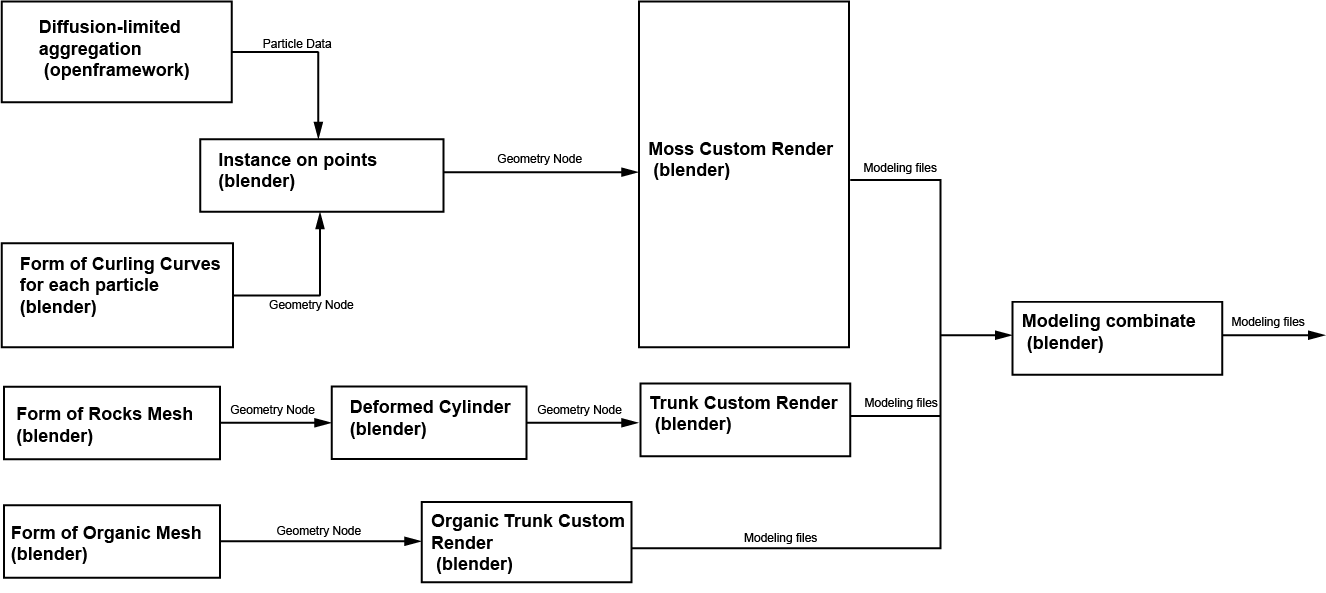 Diffusion-limited
aggregation
(openframework)
Particle Data
Instance on points
(blender)
Geometry Node
Moss Custom Render
(blender)
Modeling files
Form of Curling Curves
for each particle
(blender)
Geometry Node
Modeling combinate
(blender)
Modeling files
Form of Rocks Mesh
(blender)
Geometry Node
Deformed Cylinder
(blender)
Geometry Node
Trunk Custom Render
(blender)
Modeling files
Form of Organic Mesh
(blender)
Geometry Node
Organic Trunk Custom
Render
(blender)
Modeling files